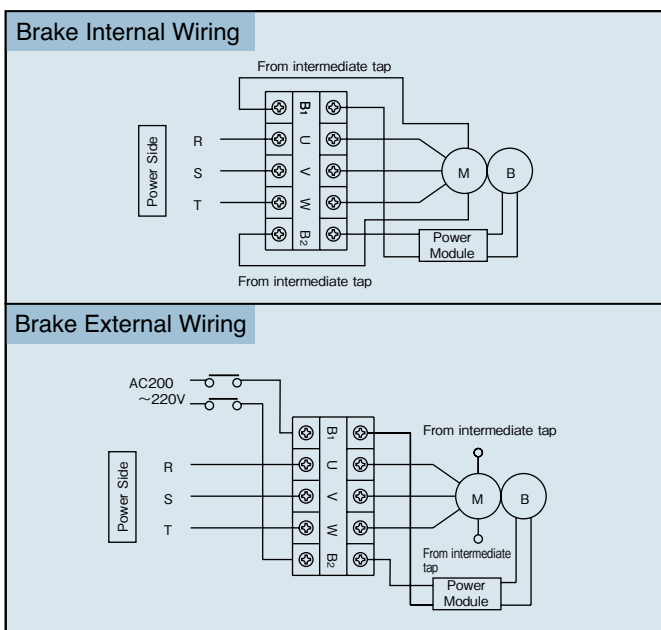 Brake Internal Wiring
From intermediate tap
B1
U
V
W
B2
Power Side
R
S
T
M
B
Power
Module
From intermediate tap
Brake External Wiring
AC200
～220V
B1
U
V
W
B2
Power Side
R
S
T
From intermediate tap
M
B
From intermediate
tap
Power
Module